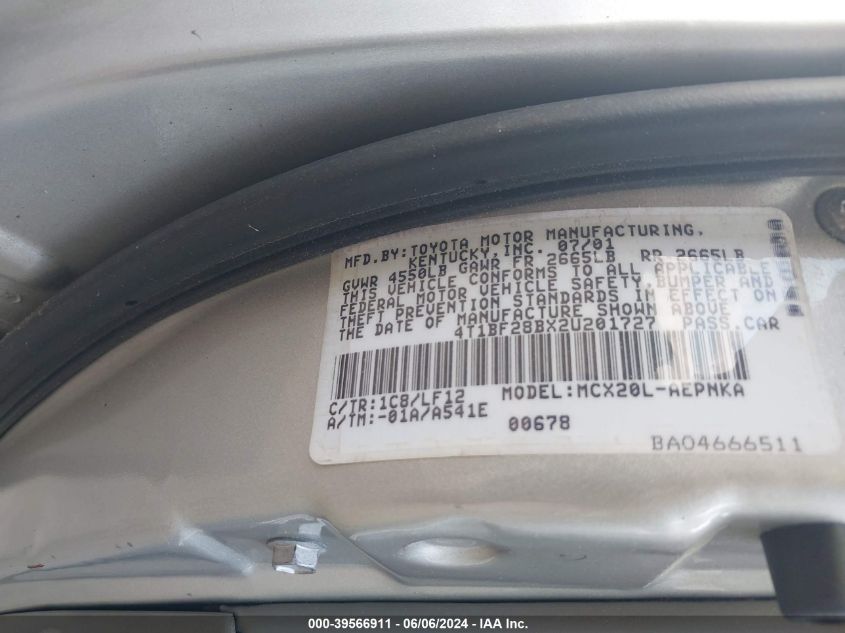 MFD.BY:TOYOTA MOTOR MANUFACTURING,
KENTUCKY,INC. 07/01
GVWR 4550LB GAWR FR 2665LB RR 2665LB
THIS VEHICLE CONFORMS TO ALL APPLICABLE
FEDERAL MOTOR VEHICLE SAFETY,BUMPER AND
THEFT PREVENTION STANDARDS IN EFFECT ON
THE DATE OF MANUFACTURE SHOWN ABOVE.
4T1BF28BX2U201727 PASS.CAR
C/TR:1C8/LF12 MODEL:MCX20L-AEPNKA
A/TM:-01A/A541E 00678
BA04666511
000-39566911 - 06/06/2024 - IAA Inc.